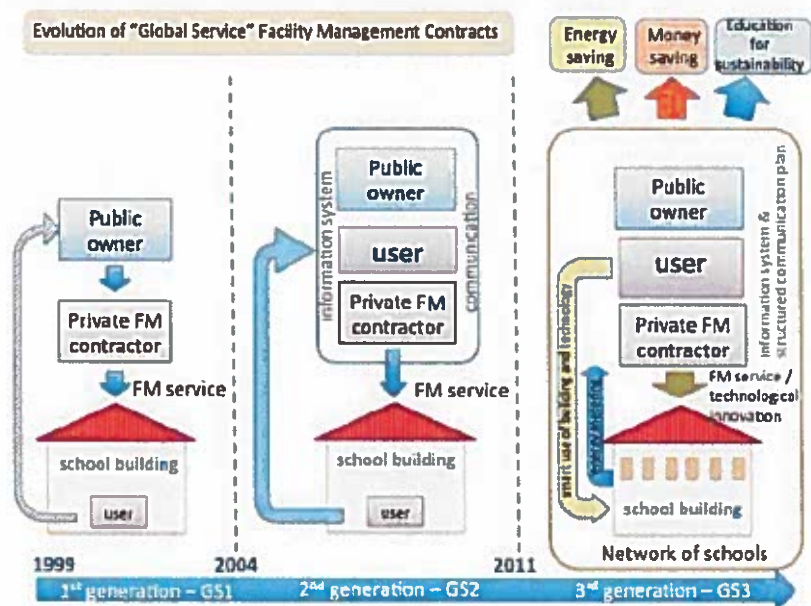 Evolution of "Global Service" Facility Management Contracts
Energy
saving
Money
saving
Education
for
sustainability
Public
owner
Private FM
contractor
FM service
school building
user
information system
Public
owner
user
Private FM
contractor
communication
FM service
school building
user
Public
owner
user
Private FM
contractor
Information system &
structured communication plan
FM service /
technological
innovation
smart use of building and technology
school building
Network of schools
1999
2004
2011
1st generation – GS1
2nd generation – GS2
3rd generation – GS3